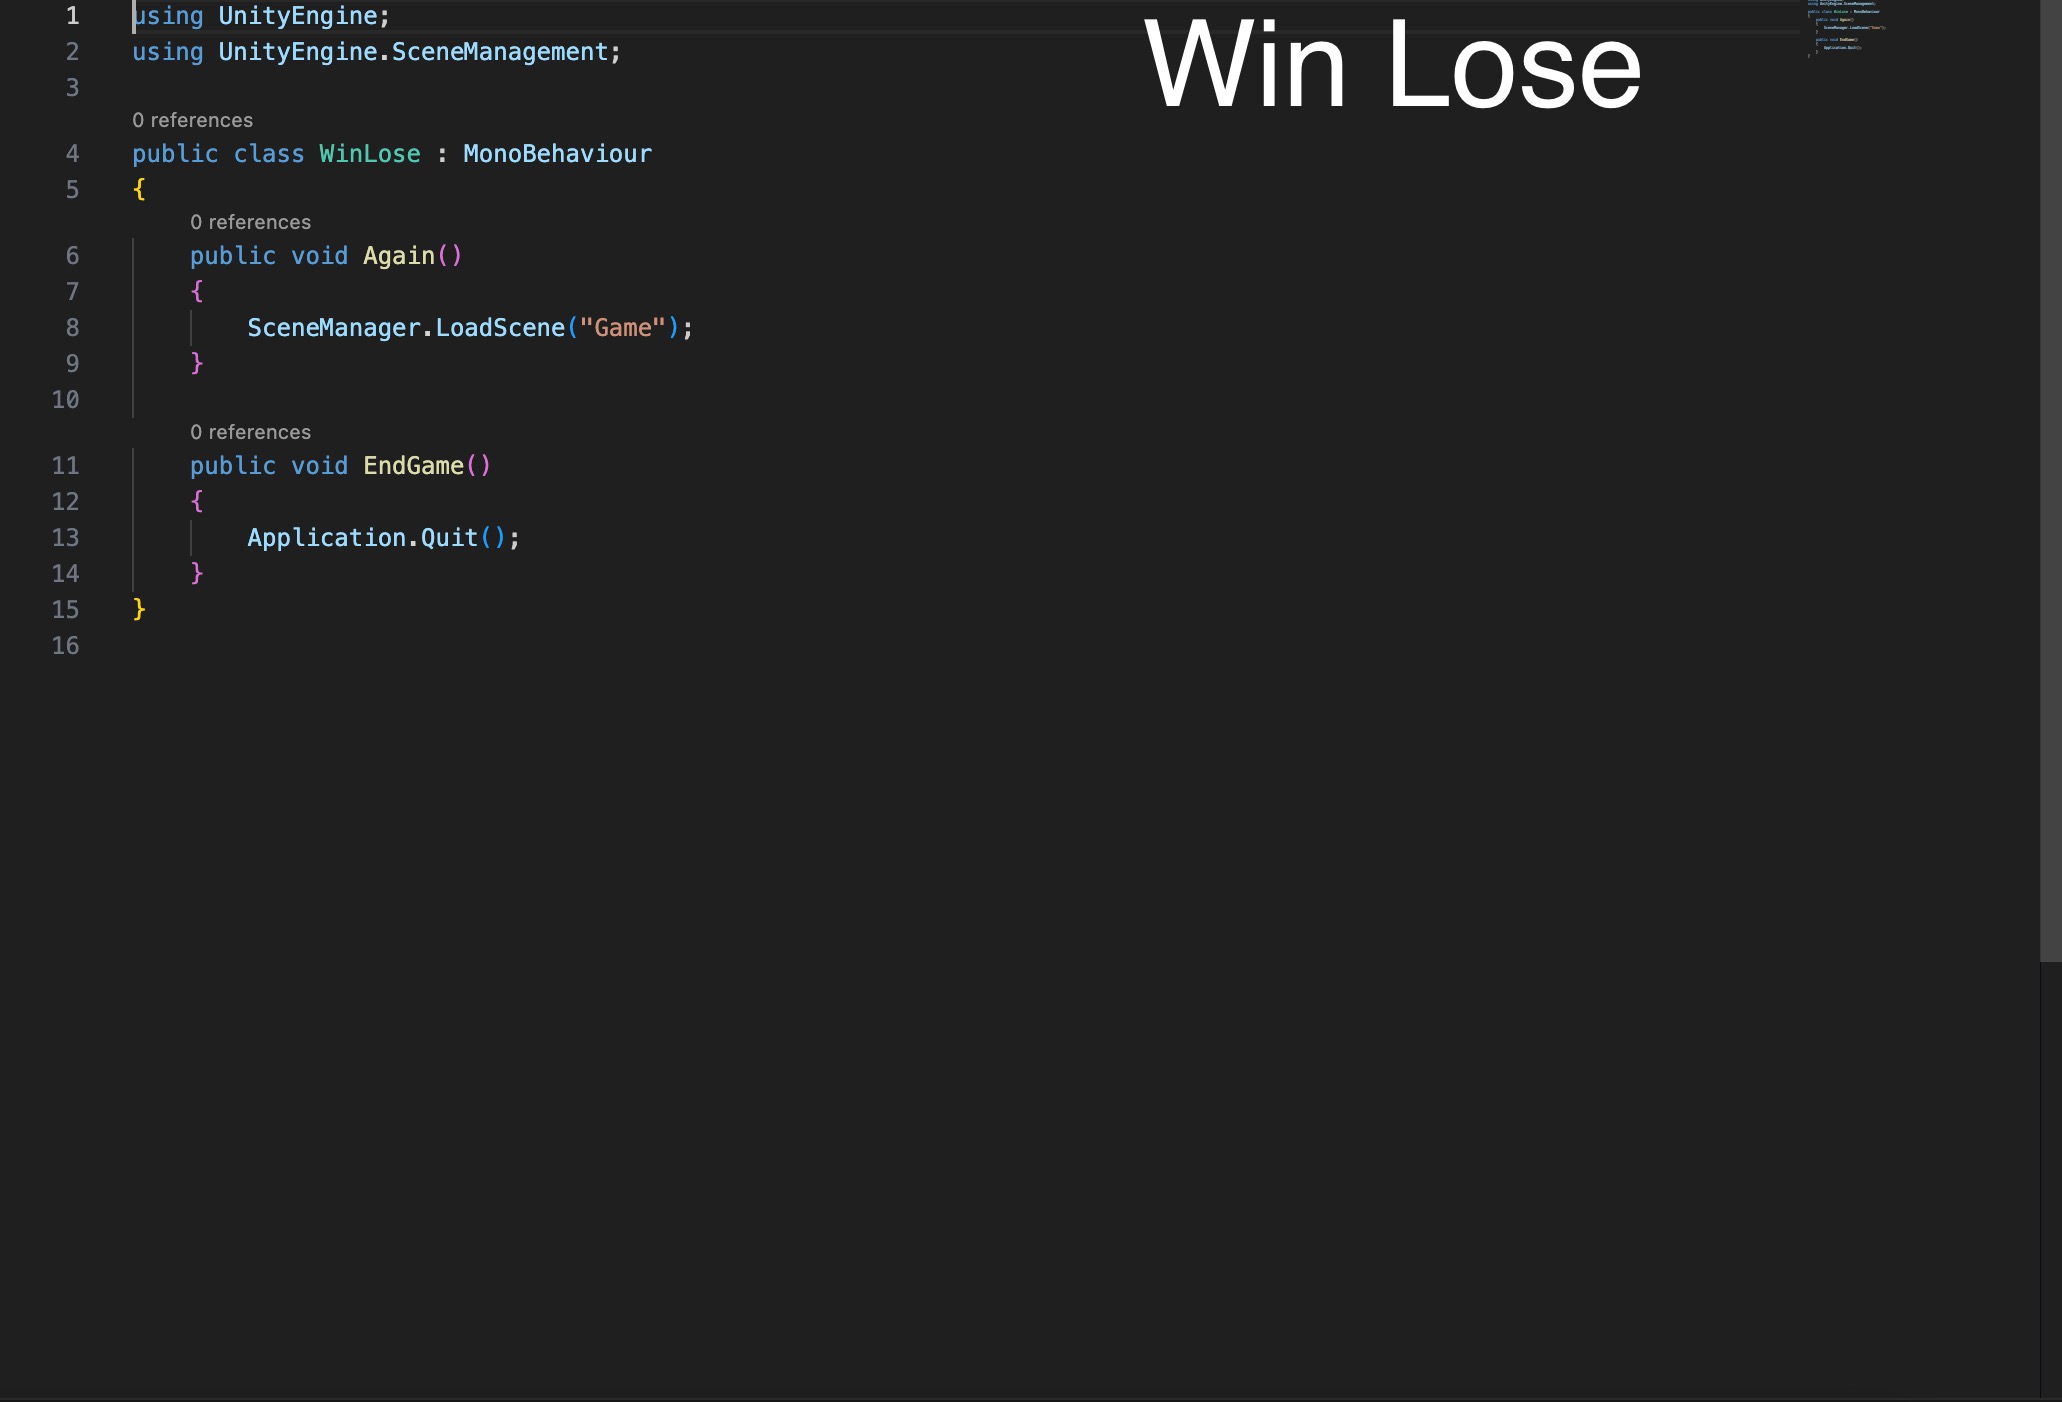 Win Lose
1 using UnityEngine;
2 using UnityEngine.SceneManagement;
3
0 references
4 public class WinLose : MonoBehaviour
5 {
0 references
6 public void Again()
7 {
8 SceneManager.LoadScene("Game");
9 }
10
0 references
11 public void EndGame()
12 {
13 Application.Quit();
14 }
15 }
16